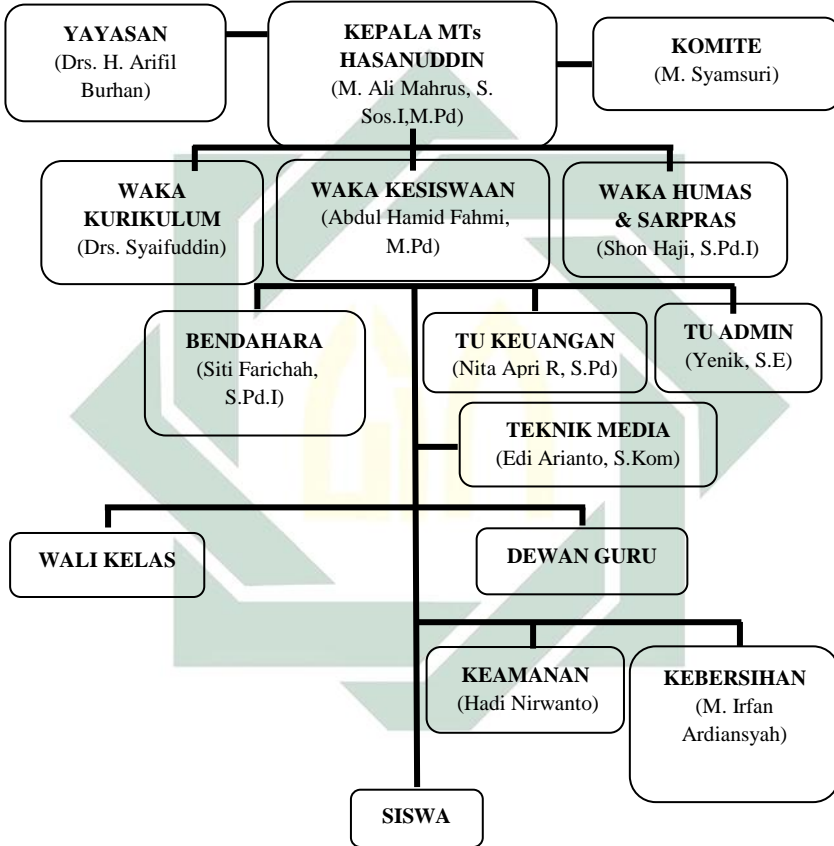 YAYASAN
(Drs. H. Arifil
Burhan)
KEPALA MTs
HASANUDDIN
(M. Ali Mahrus, S.
Sos.I,M.Pd)
KOMITE
(M. Syamsuri)
WAKA
KURIKULUM
(Drs. Syaifuddin)
WAKA KESISWAAN
(Abdul Hamid Fahmi,
M.Pd)
WAKA HUMAS
& SARPRAS
(Shon Haji, S.Pd.I)
BENDAHARA
(Siti Farichah,
S.Pd.I)
TU KEUANGAN
(Nita Apri R, S.Pd)
TU ADMIN
(Yenik, S.E)
TEKNIK MEDIA
(Edi Arianto, S.Kom)
WALI KELAS
DEWAN GURU
KEAMANAN
(Hadi Nirwanto)
KEBERSIHAN
(M. Irfan
Ardiansyah)
SISWA